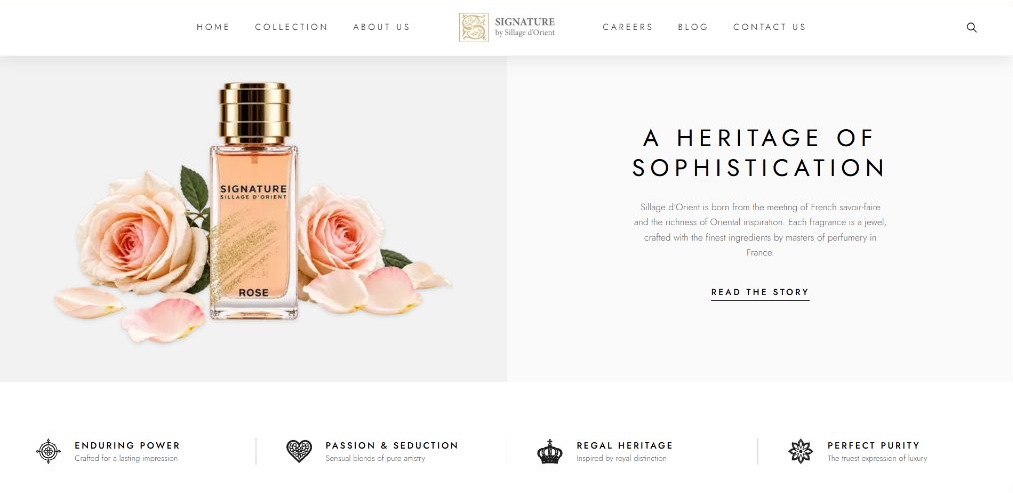 HOME COLLECTION ABOUT US SIGNATURE by Sillage d'Orient CAREERS BLOG CONTACT US
SIGNATURE
SILLAGE D'ORIENT
ROSE
A HERITAGE OF
SOPHISTICATION
Sillage d'Orient is born from the meeting of French savoir-faire
and the richness of Oriental inspiration. Each fragrance is a jewel,
crafted with the finest ingredients by masters of perfumery in
France.
READ THE STORY
ENDURING POWER
Crafted for a lasting impression
PASSION & SEDUCTION
Sensual blends of pure artistry
REGAL HERITAGE
Inspired by royal distinction
PERFECT PURITY
The truest expression of luxury